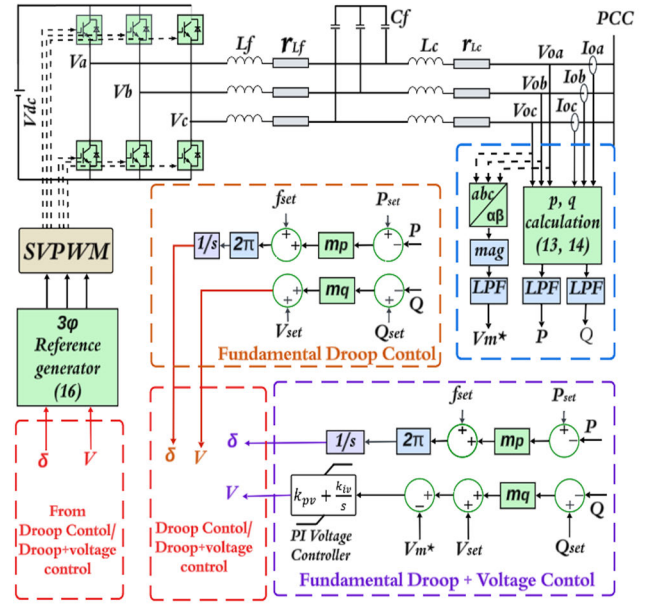 PCC
Cf
Lf
rLf
Lc
rLc
Voa
Ioa
Va
Vob
Iob
Vdc
Vb
Voc
Ioc
Vc
abc
αβ
p, q
calculation
(13, 14)
mag
LPF
LPF
LPF
Vm*
P
Q
SVPWM
3φ
Reference
generator
(16)
δ
V
From
Droop Contol/
Droop+voltage
control
fset
Pset
1/s
2π
+
+
mp
+
−
P
+
+
mq
+
−
Q
Vset
Qset
Fundamental Droop Contol
δ
V
Droop Contol/
Droop+voltage
control
fset
Pset
δ
1/s
2π
+
+
mp
+
−
P
V
kpv + kiv/s
+
−
+
+
mq
+
−
Q
PI Voltage
Controller
Vm*
Vset
Qset
Fundamental Droop + Voltage Contol